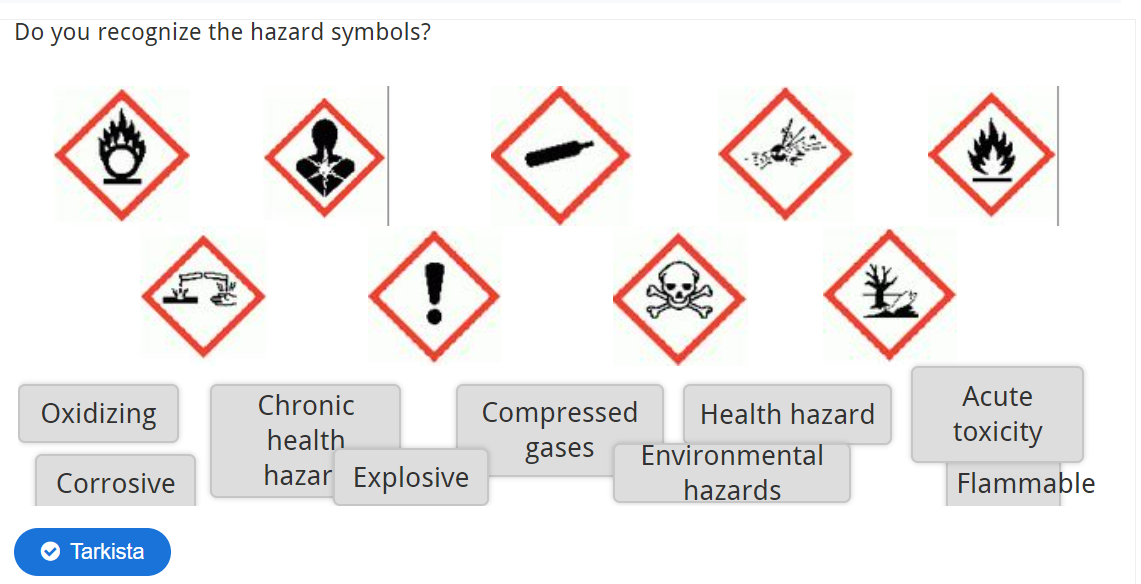 Do you recognize the hazard symbols?
Oxidizing
Chronic
health
hazar
Compressed
gases
Health hazard
Acute
toxicity
Corrosive
Explosive
Environmental
hazards
Flammable
Tarkista